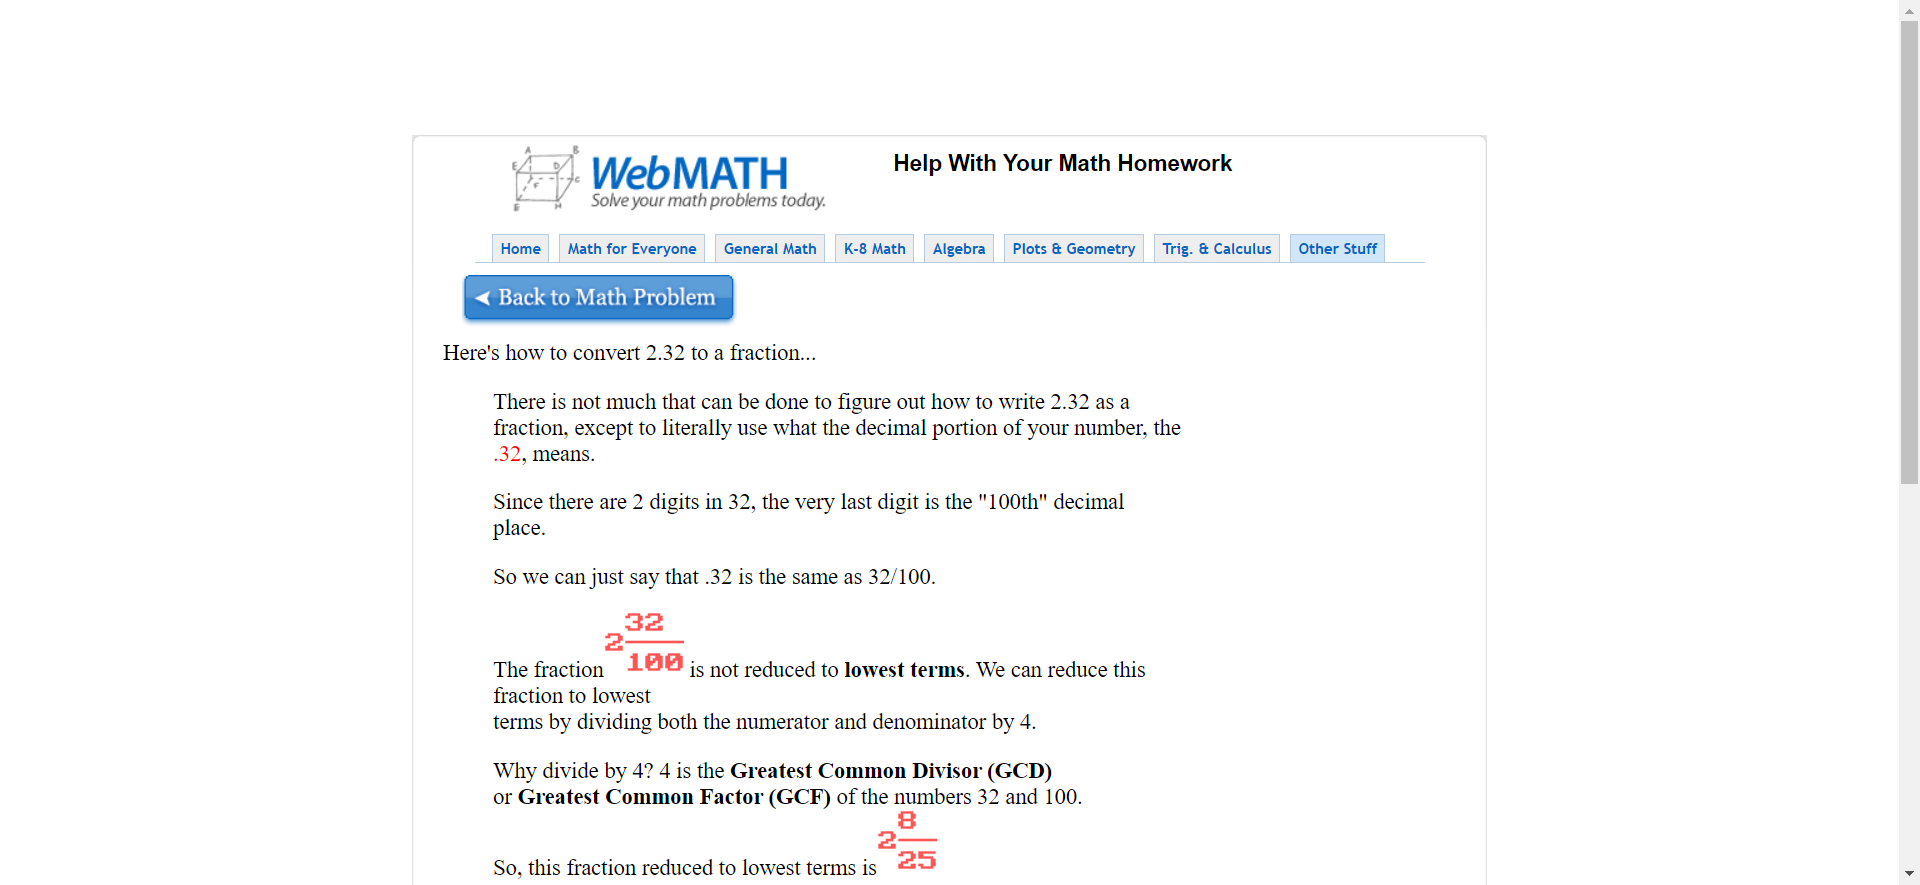 A B
E D
F C
E H
WebMATH
Solve your math problems today.
Help With Your Math Homework
Home Math for Everyone General Math K-8 Math Algebra Plots & Geometry Trig. & Calculus Other Stuff
Back to Math Problem
Here's how to convert 2.32 to a fraction...
There is not much that can be done to figure out how to write 2.32 as a
fraction, except to literally use what the decimal portion of your number, the
.32, means.
Since there are 2 digits in 32, the very last digit is the "100th" decimal
place.
So we can just say that .32 is the same as 32/100.
The fraction 2 32/100 is not reduced to lowest terms. We can reduce this
fraction to lowest
terms by dividing both the numerator and denominator by 4.
Why divide by 4? 4 is the Greatest Common Divisor (GCD)
or Greatest Common Factor (GCF) of the numbers 32 and 100.
So, this fraction reduced to lowest terms is 2 8/25